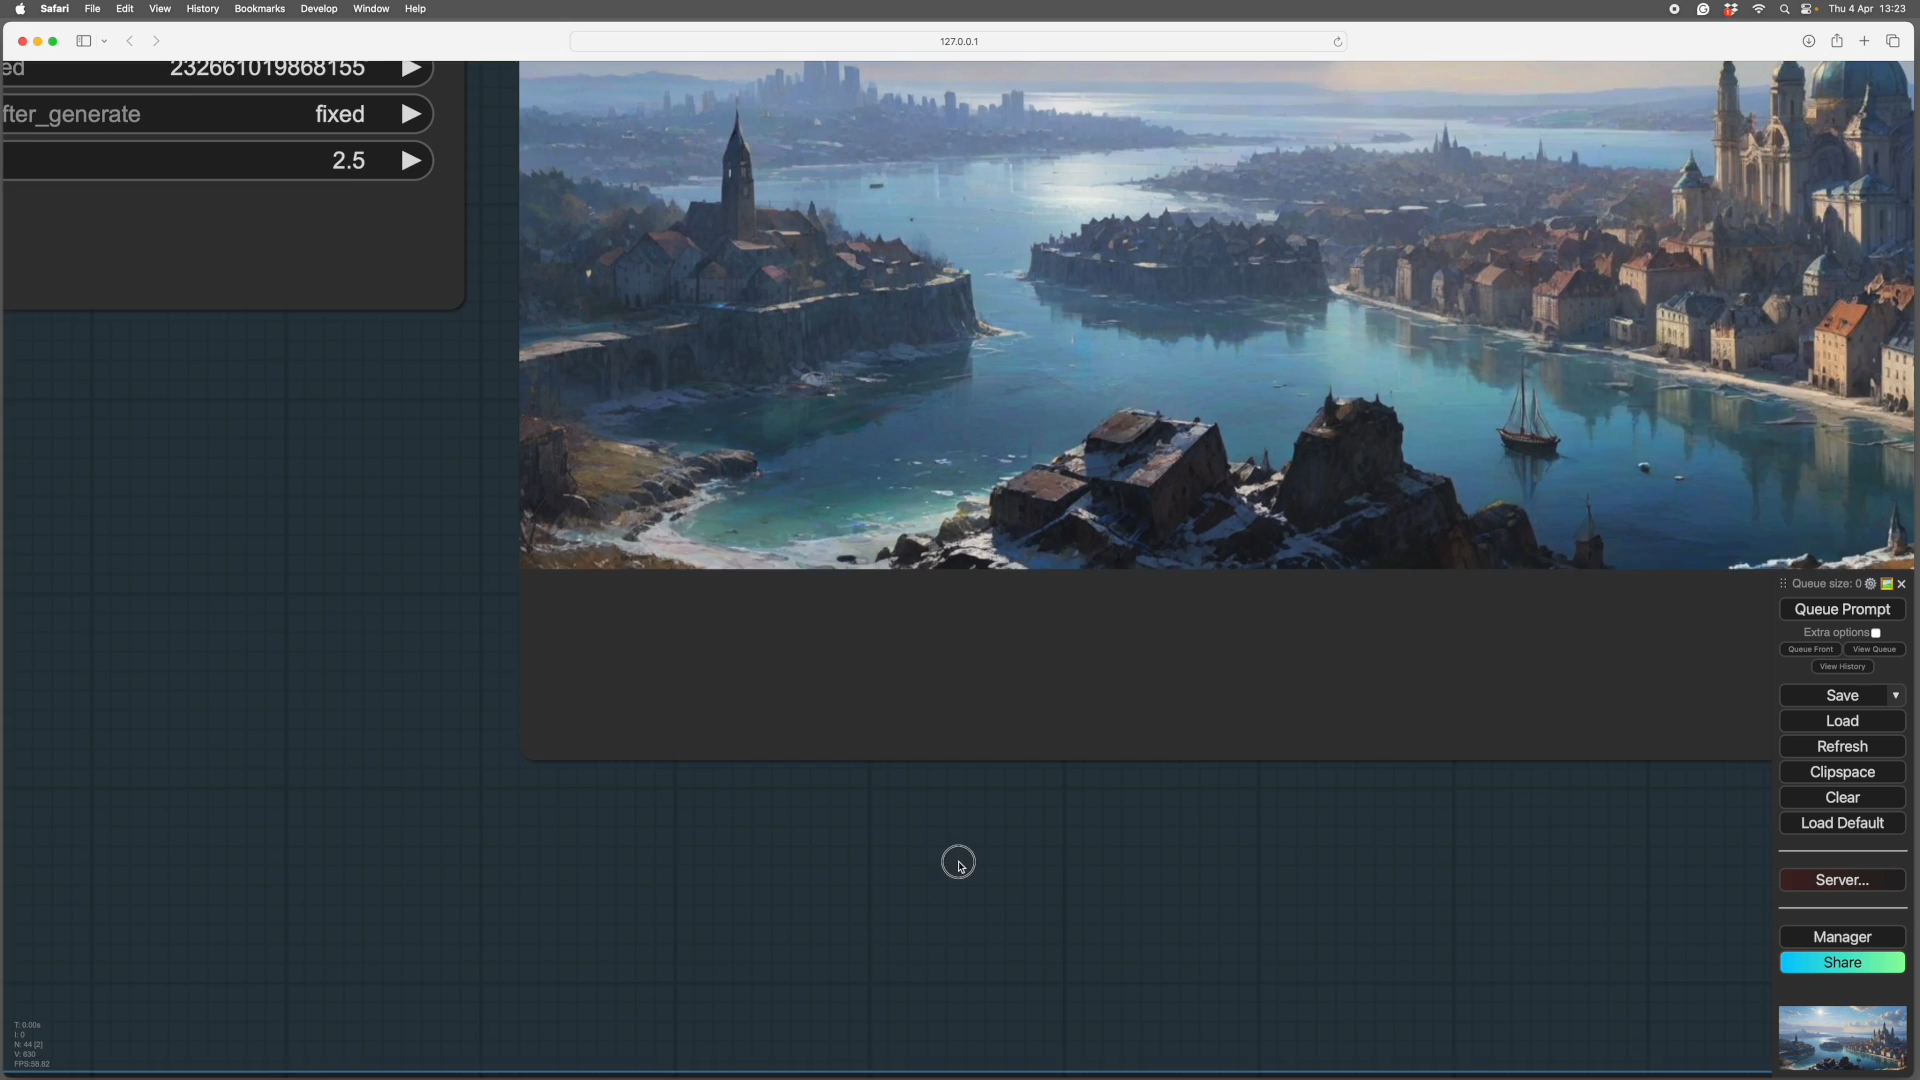 Safari File Edit View History Bookmarks Develop Window Help Thu 4 Apr 13:23
127.0.0.1
ed 232661019868155
fter_generate fixed
2.5
Queue size: 0
Queue Prompt
Extra options
Queue Front View Queue
View History
Save
Load
Refresh
Clipspace
Clear
Load Default
Server...
Manager
Share
T: 0.00s
I: 0
N: 44 [2]
V: 630
FPS:58.82